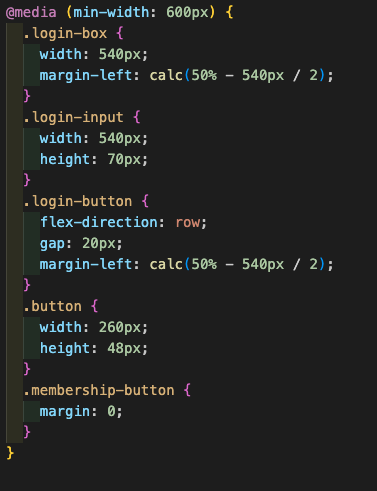 @media (min-width: 600px) {
  .login-box {
    width: 540px;
    margin-left: calc(50% - 540px / 2);
  }
  .login-input {
    width: 540px;
    height: 70px;
  }
  .login-button {
    flex-direction: row;
    gap: 20px;
    margin-left: calc(50% - 540px / 2);
  }
  .button {
    width: 260px;
    height: 48px;
  }
  .membership-button {
    margin: 0;
  }
}